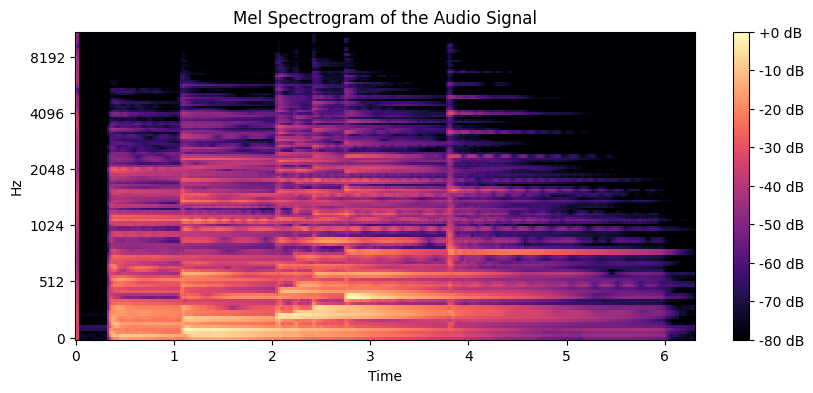 Mel Spectrogram of the Audio Signal
Hz
8192
4096
2048
1024
512
0
0 1 2 3 4 5 6
Time
+0 dB
-10 dB
-20 dB
-30 dB
-40 dB
-50 dB
-60 dB
-70 dB
-80 dB